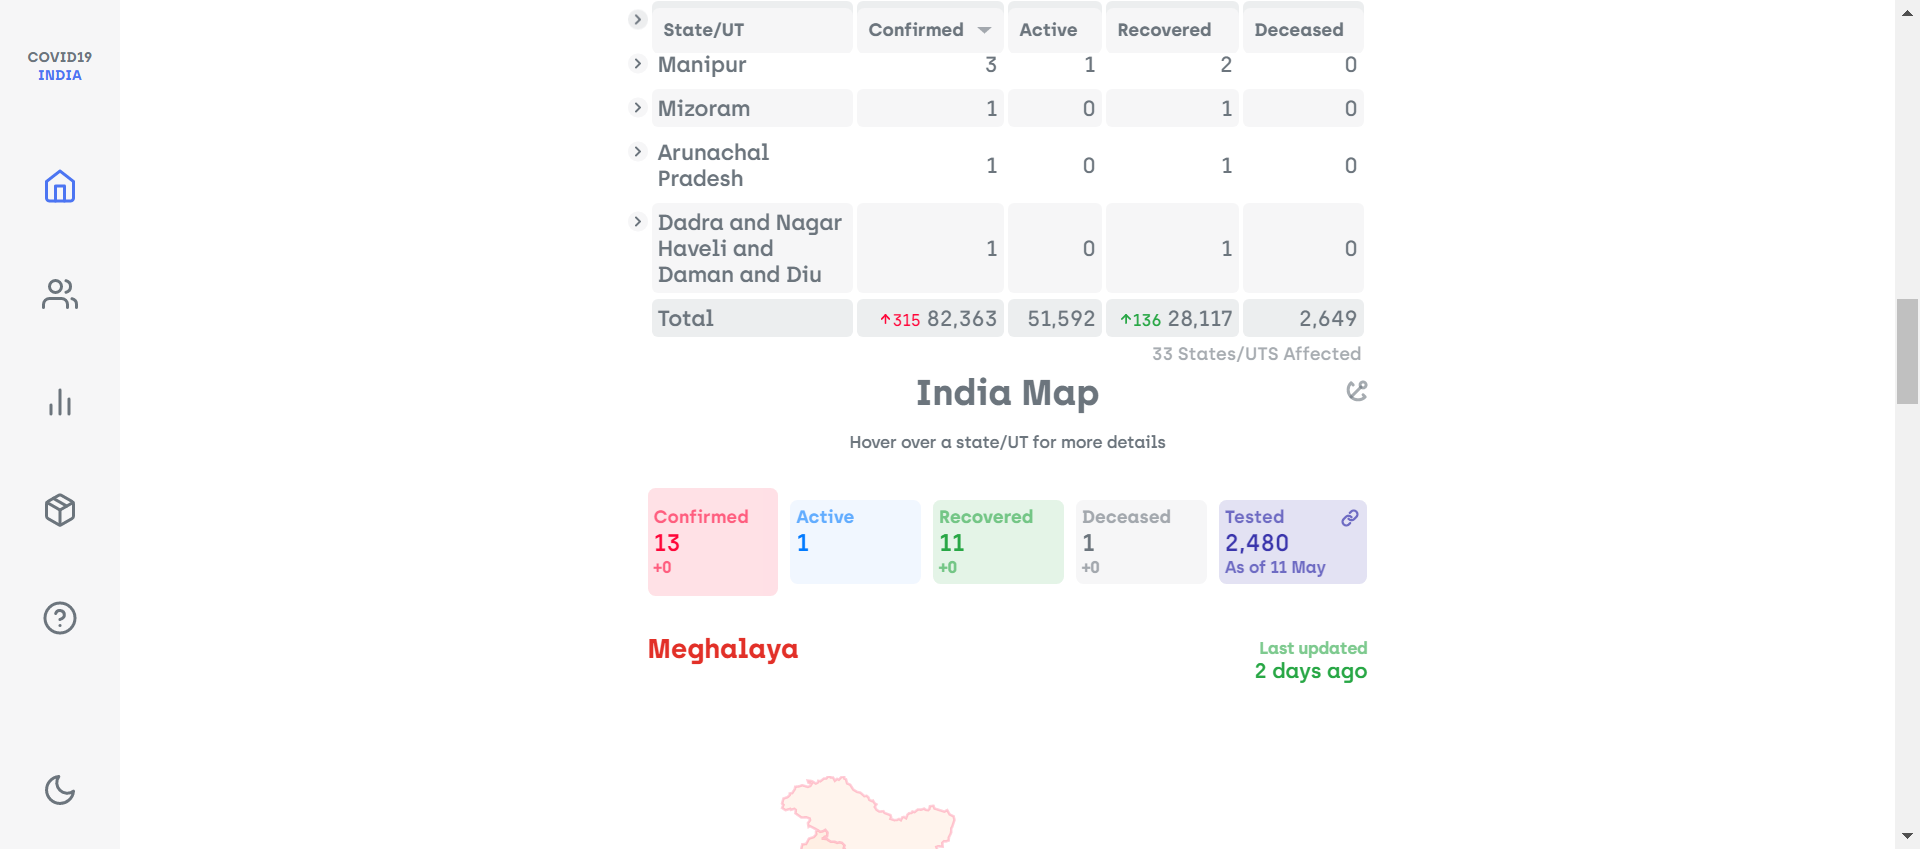 COVID19
INDIA
State/UT Confirmed Active Recovered Deceased
Manipur 3 1 2 0
Mizoram 1 0 1 0
Arunachal
Pradesh 1 0 1 0
Dadra and Nagar
Haveli and 1 0 1 0
Daman and Diu
Total ↑315 82,363 51,592 ↑136 28,117 2,649
33 States/UTS Affected
India Map
Hover over a state/UT for more details
Confirmed Active Recovered Deceased Tested
13 1 11 1 2,480
+0 +0 +0 As of 11 May
Meghalaya Last updated
2 days ago